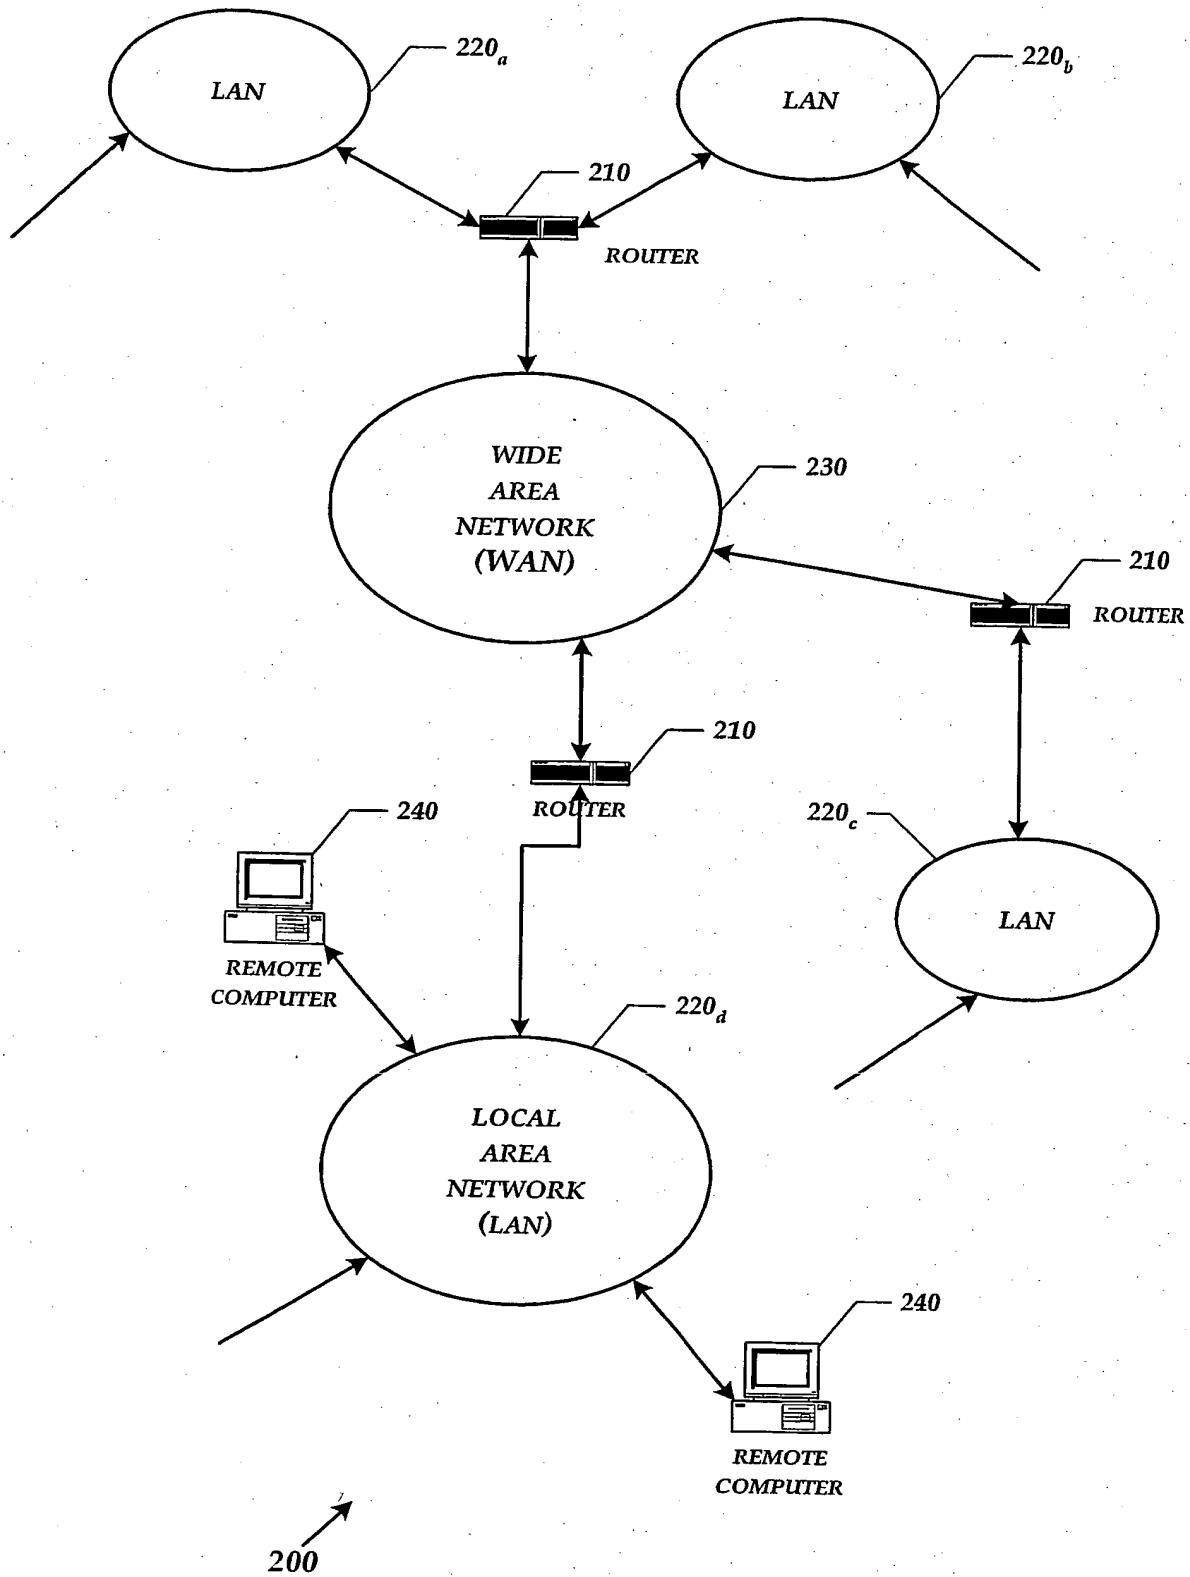 220a
LAN
220b
LAN
210
ROUTER
WIDE
AREA
NETWORK
(WAN)
230
210
ROUTER
210
ROUTER
240
REMOTE
COMPUTER
220c
LAN
220d
LOCAL
AREA
NETWORK
(LAN)
240
REMOTE
COMPUTER
200